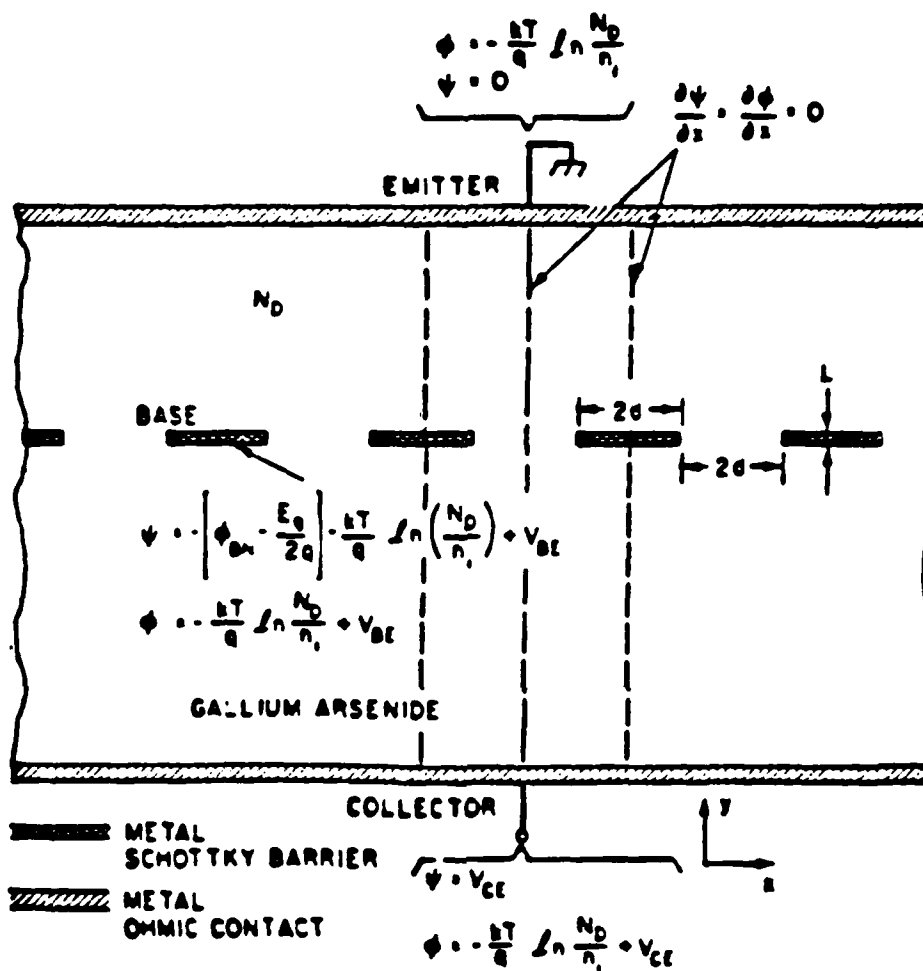 ϕ = - kT/q ln N_D/n_i
ψ = 0
∂ψ/∂x = ∂ϕ/∂x = 0
EMITTER
N_D
L
BASE
2d
2d
ψ = -[ϕ_BN - E_g/2q] - kT/q ln (N_D/n_i) + V_BE
ϕ = - kT/q ln N_D/n_i + V_BE
GALLIUM ARSENIDE
COLLECTOR
y
x
METAL
SCHOTTKY BARRIER
METAL
OHMIC CONTACT
ψ = V_CE
ϕ = - kT/q ln N_D/n_i + V_CE